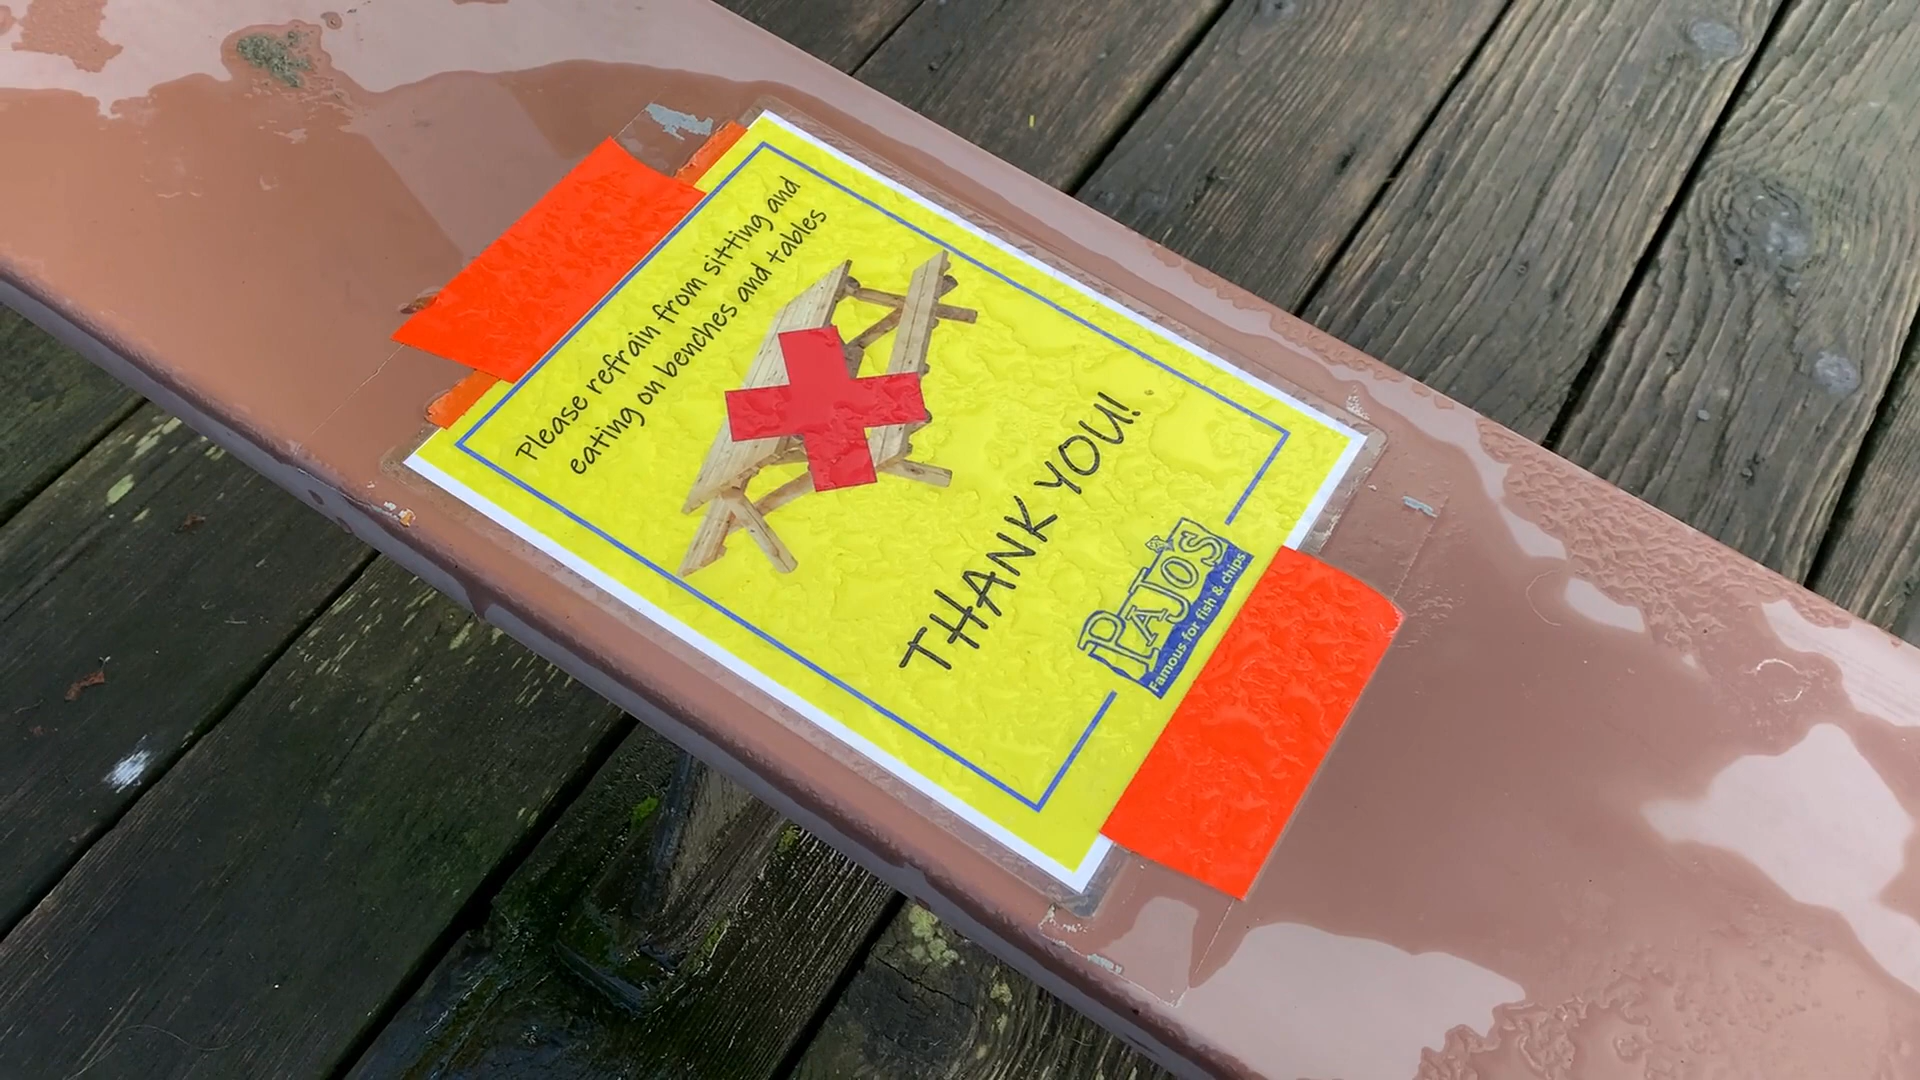 Please refrain from sitting and
eating on benches and tables
THANK YOU!
PAJO'S
Famous for fish & chips